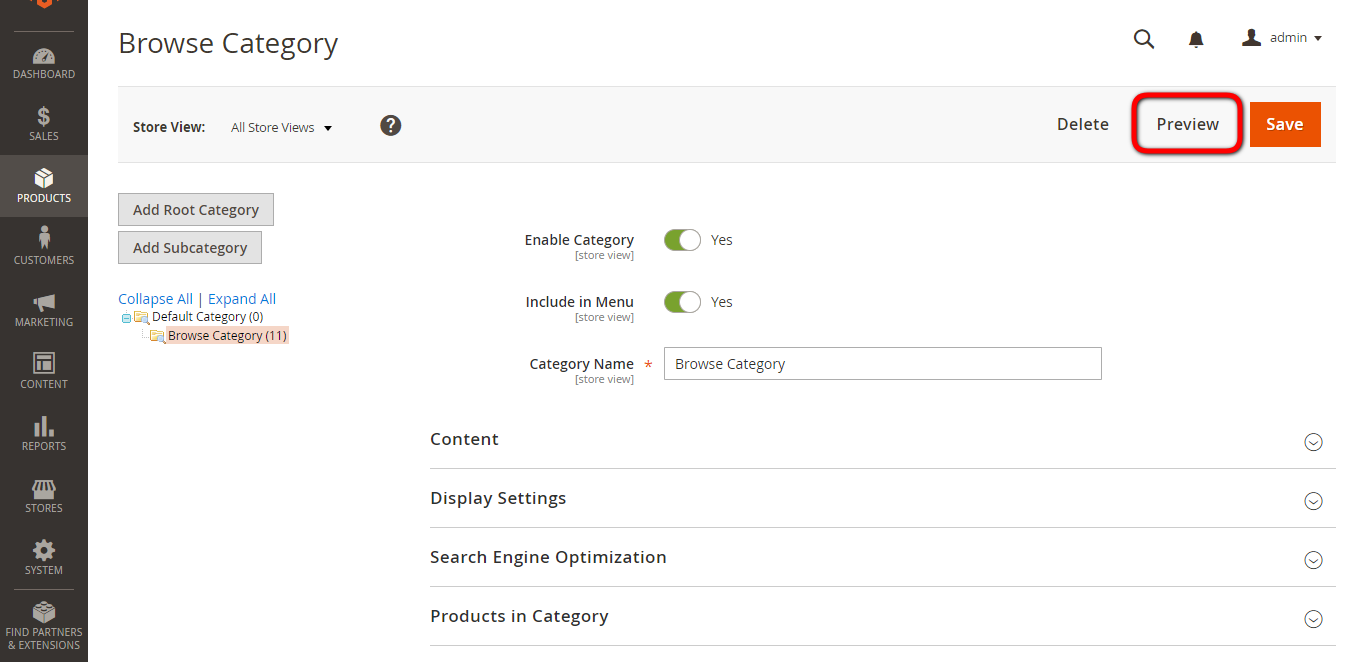 Browse Category
admin
DASHBOARD
SALES
PRODUCTS
CUSTOMERS
MARKETING
CONTENT
REPORTS
STORES
SYSTEM
FIND PARTNERS
& EXTENSIONS
Store View: All Store Views ?
Delete Preview Save
Add Root Category
Add Subcategory
Collapse All | Expand All
Default Category (0)
Browse Category (11)
Enable Category Yes
[store view]
Include in Menu Yes
[store view]
Category Name * Browse Category
[store view]
Content
Display Settings
Search Engine Optimization
Products in Category